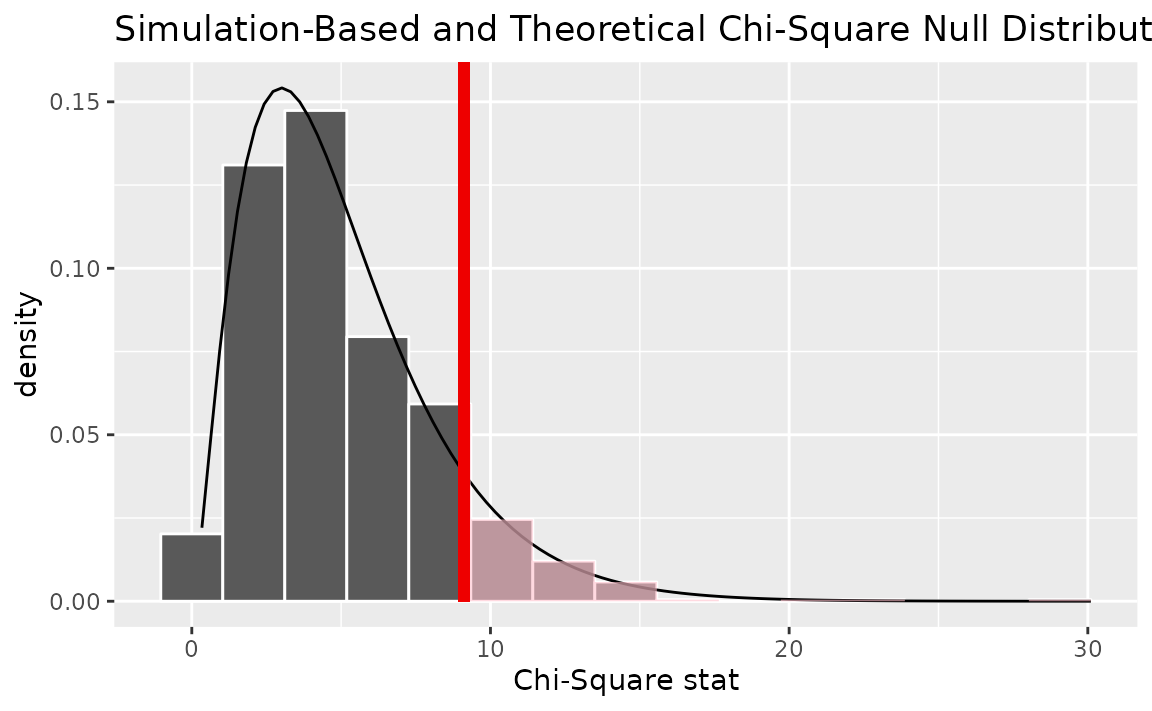 Simulation-Based and Theoretical Chi-Square Null Distribut
0.15
0.10
0.05
0.00
density
0
10
20
30
Chi-Square stat